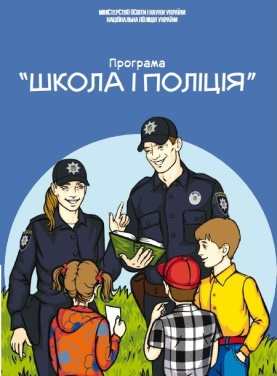 МІНІСТЕРСТВО ОСВІТИ І НАУКИ УКРАЇНИ
НАЦІОНАЛЬНА ПОЛІЦІЯ УКРАЇНИ
Програма
"ШКОЛА І ПОЛІЦІЯ"